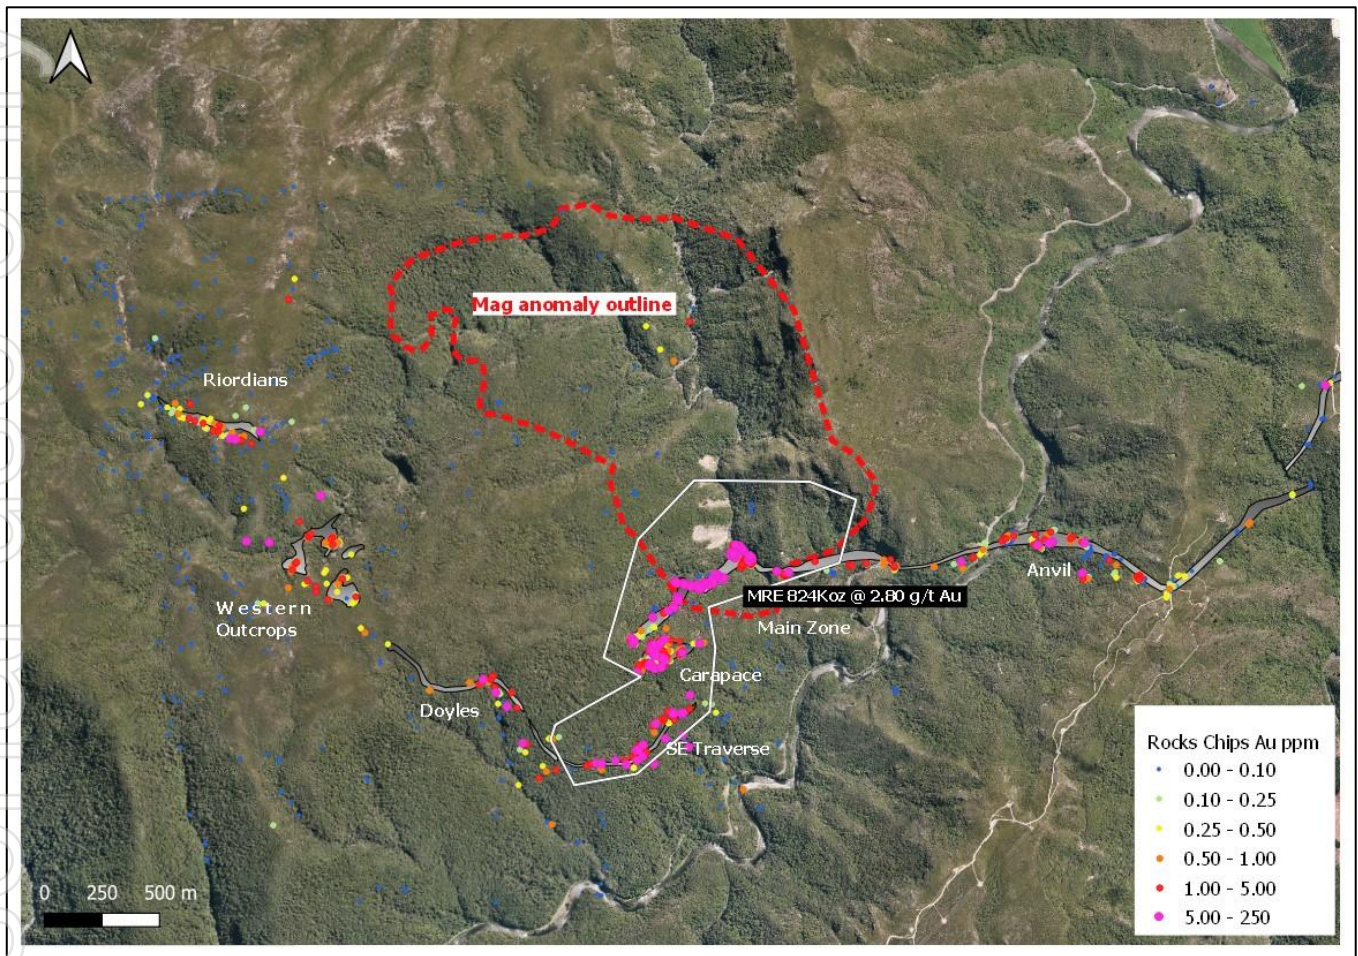 Mag anomaly outline
Riordians
Western
Outcrops
Anvil
MRE 824Koz @ 2.80 g/t Au
Main Zone
Carapace
Doyles
SE Traverse
Rocks Chips Au ppm
0.00 - 0.10
0.10 - 0.25
0.25 - 0.50
0.50 - 1.00
1.00 - 5.00
5.00 - 250
0 250 500 m